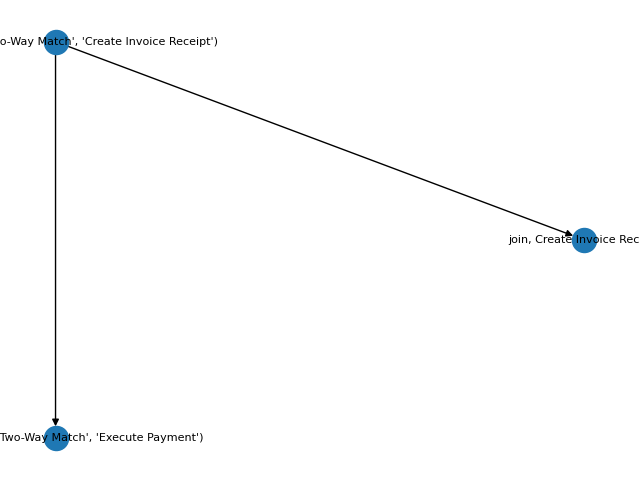 o-Way Match', 'Create Invoice Receipt')
join, Create Invoice Rec
Two-Way Match', 'Execute Payment')